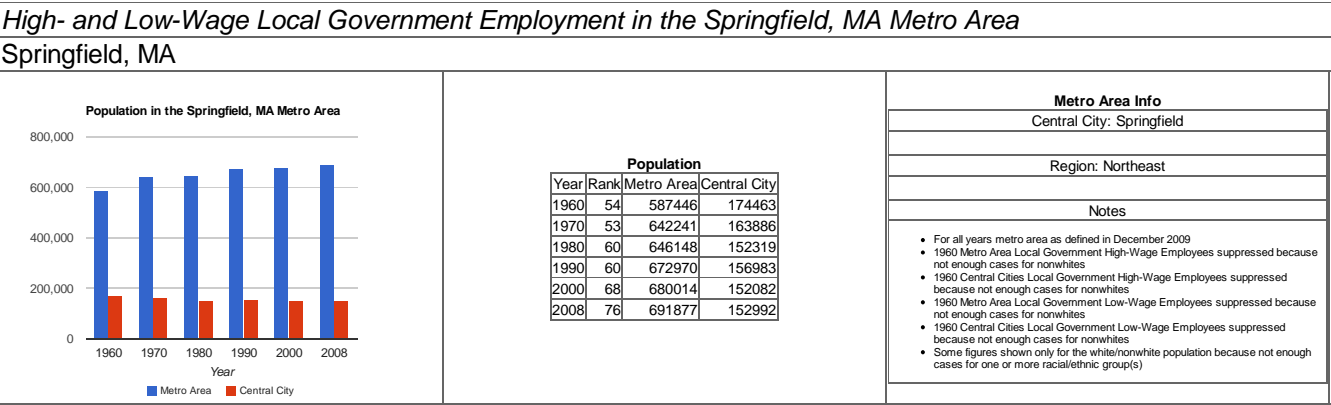 High- and Low-Wage Local Government Employment in the Springfield, MA Metro Area
Springfield, MA
Population in the Springfield, MA Metro Area
800,000
600,000
400,000
200,000
0
1960 1970 1980 1990 2000 2008
Year
Metro Area Central City
Population
Year Rank Metro Area Central City
1960 54 587446 174463
1970 53 642241 163886
1980 60 646148 152319
1990 60 672970 156983
2000 68 680014 152082
2008 76 691877 152992
Metro Area Info
Central City: Springfield
Region: Northeast
Notes
• For all years metro area as defined in December 2009
• 1960 Metro Area Local Government High-Wage Employees suppressed because
not enough cases for nonwhites
• 1960 Central Cities Local Government High-Wage Employees suppressed
because not enough cases for nonwhites
• 1960 Metro Area Local Government Low-Wage Employees suppressed because
not enough cases for nonwhites
• 1960 Central Cities Local Government Low-Wage Employees suppressed
because not enough cases for nonwhites
• Some figures shown only for the white/nonwhite population because not enough
cases for one or more racial/ethnic group(s)